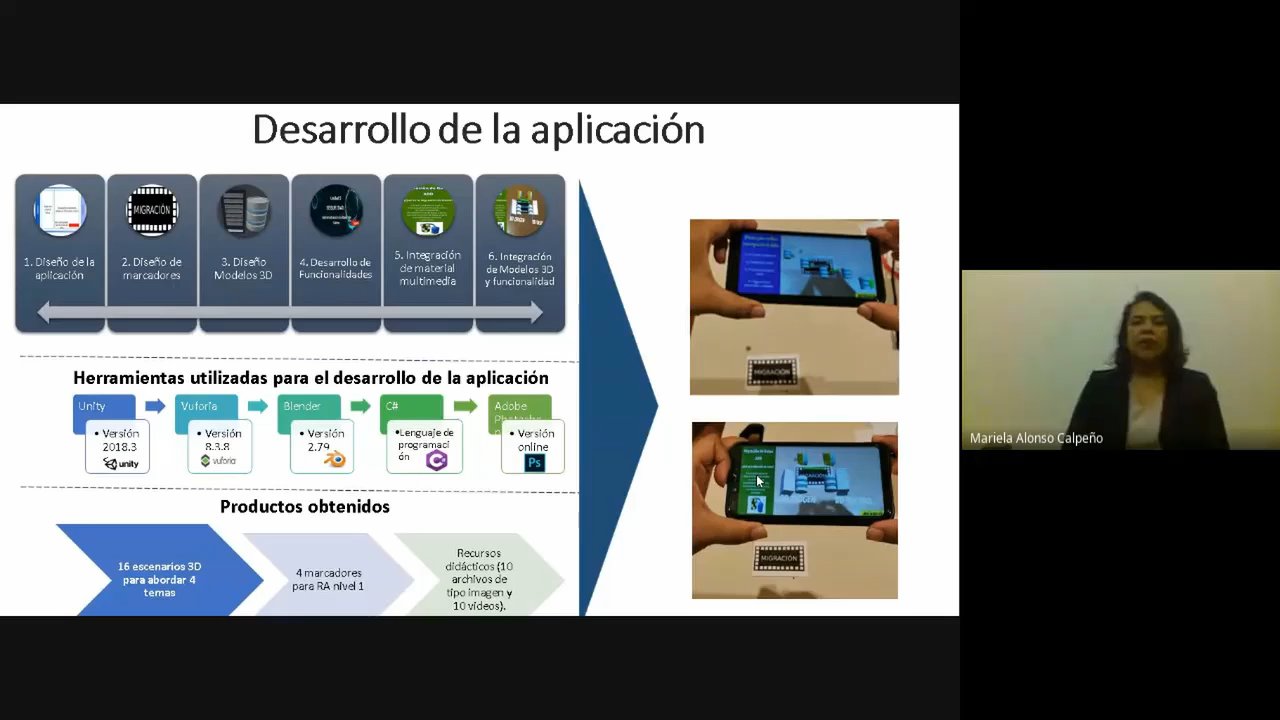 Desarrollo de la aplicación
MIGRACIÓN
1. Diseño de la
aplicación
2. Diseño de
marcadores
3. Diseño
Modelos 3D
4. Desarrollo de
Funcionalidades
5. Integración
de material
multimedia
6. Integración
de Modelos 3D
y funcionalidad
Herramientas utilizadas para el desarrollo de la aplicación
Unity
• Versión
2018.3
unity
Vuforia
• Versión
8.3.8
vuforia
Blender
• Versión
2.79
C#
•Lenguaje de
programaci
ón
Adobe
• Versión
online
Ps
Productos obtenidos
16 escenarios 3D
para abordar 4
temas
4 marcadores
para RA nivel 1
Recursos
didácticos (10
archivos de
tipo imagen y
10 videos).
MIGRACIÓN
MIGRACIÓN
Mariela Alonso Calpeño